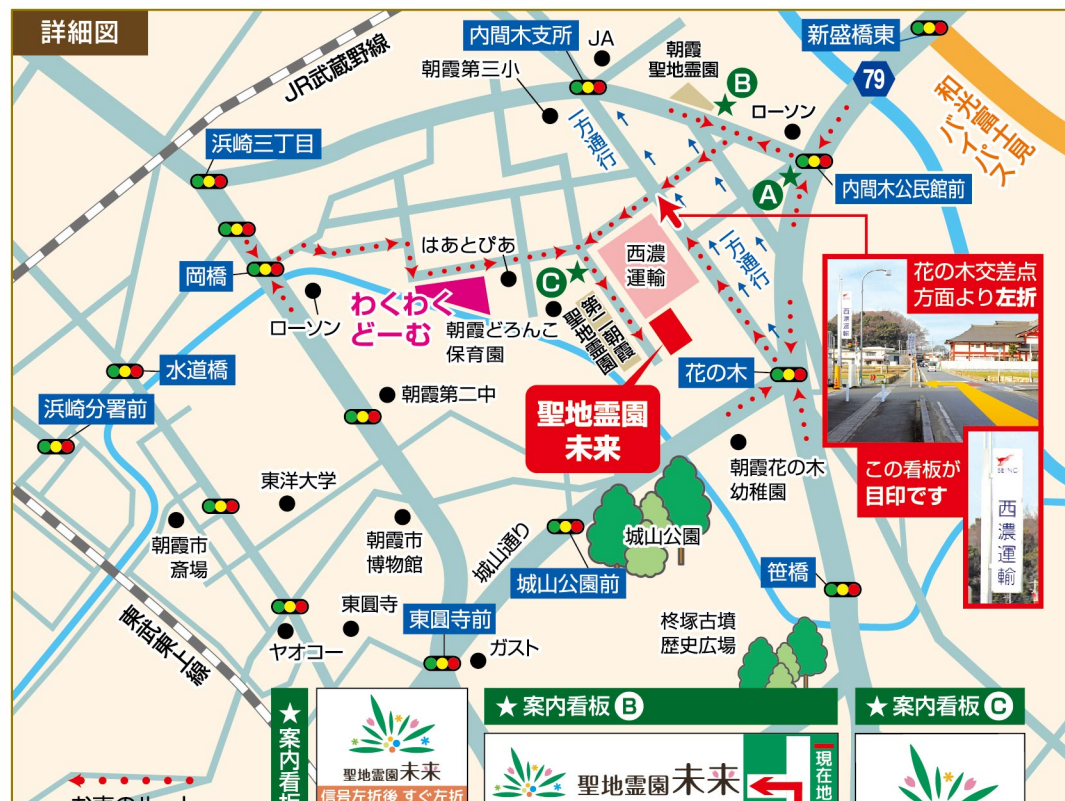 詳細図
JR武蔵野線
内間木支所
JA
朝霞第三小
朝霞
聖地霊園
B
新盛橋東
79
和光富士見
バイパス
ローソン
浜崎三丁目
一方通行
A
内間木公民館前
岡橋
はあとぴあ
C
西濃
運輸
一方通行
花の木交差点
方面より左折
ローソン
わくわく
どーむ
朝霞どろんこ
保育園
第二朝霞
聖地霊園
西濃運輸
水道橋
花の木
浜崎分署前
朝霞第二中
聖地霊園
未来
東洋大学
朝霞花の木
幼稚園
この看板が
目印です
SEINO
西濃運輸
朝霞市
斎場
朝霞市
博物館
城山通り
城山公園
城山公園前
笹橋
東武東上線
東圓寺
東圓寺前
ヤオコー
ガスト
柊塚古墳
歴史広場
★案内看板
聖地霊園未来
信号左折後 すぐ左折
★案内看板 B
聖地霊園未来
現在地
★案内看板 C